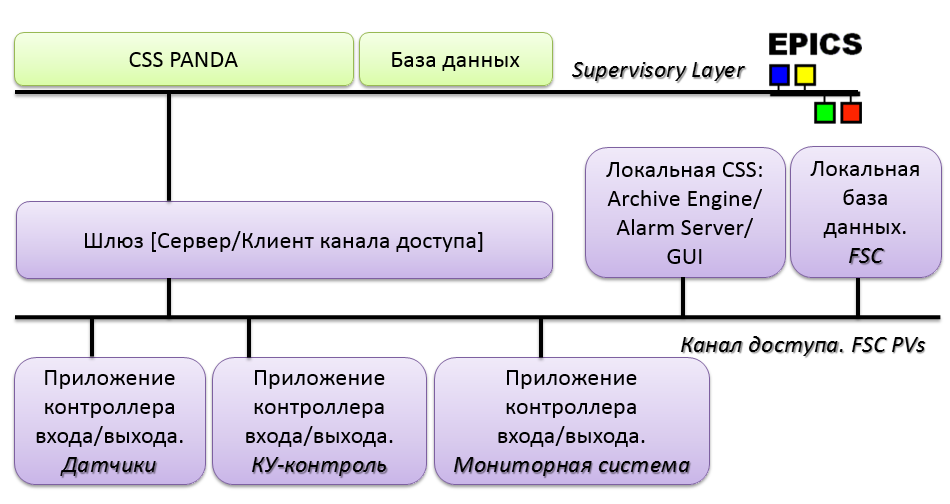 CSS PANDA
База данных
Supervisory Layer
EPICS
Шлюз [Сервер/Клиент канала доступа]
Локальная CSS:
Archive Engine/
Alarm Server/
GUI
Локальная
база
данных.
FSC
Канал доступа. FSC PVs
Приложение
контроллера
входа/выхода.
Датчики
Приложение
контроллера
входа/выхода.
КУ-контроль
Приложение
контроллера
входа/выхода.
Мониторная система